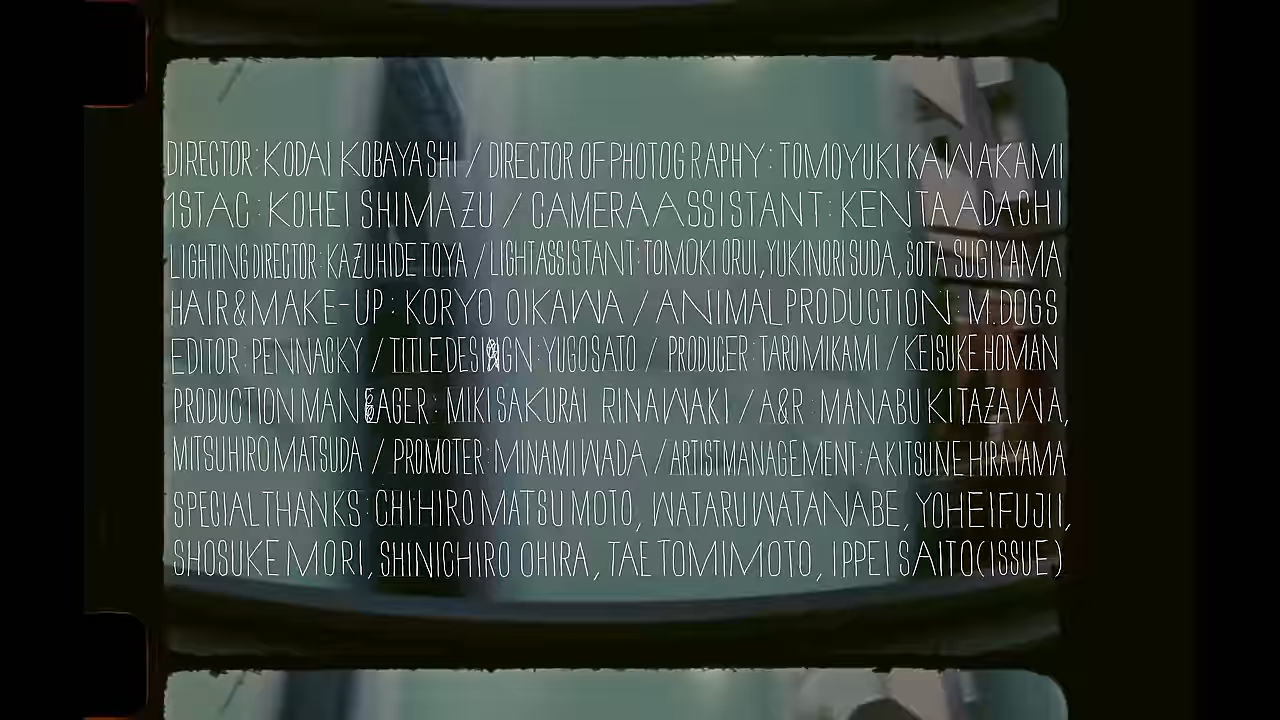 DIRECTOR : KODAI KOBAYASHI / DIRECTOR OF PHOTOGRAPHY : TOMOYUKI KAWAKAMI
1ST AC : KOHEI SHIMAZU / CAMERA ASSISTANT : KENTA ADACHI
LIGHTING DIRECTOR : KAZUHIDE TOYA / LIGHT ASSISTANT : TOMOKI ORUI, YUKINORI SUDA, SOTA SUGIYAMA
HAIR & MAKE-UP : KORYO OIKAWA / ANIMAL PRODUCTION : M.DOGS
EDITOR : PENNACKY / TITLE DESIGN : YUGO SATO / PRODUCER : TARO MIKAMI / KEISUKE HOMAN
PRODUCTION MANAGER : MIKI SAKURAI RINA WAKI / A&R : MANABU KITAZAWA,
MITSUHIRO MATSUDA / PROMOTER : MINAMI WADA / ARTIST MANAGEMENT : AKITSUNE HIRAYAMA
SPECIAL THANKS : CHIHIRO MATSUMOTO, WATARU WATANABE, YOHEI FUJII,
SHOSUKE MORI, SHINICHIRO OHIRA, TAE TOMIMOTO, IPPEI SAITO(ISSUE)